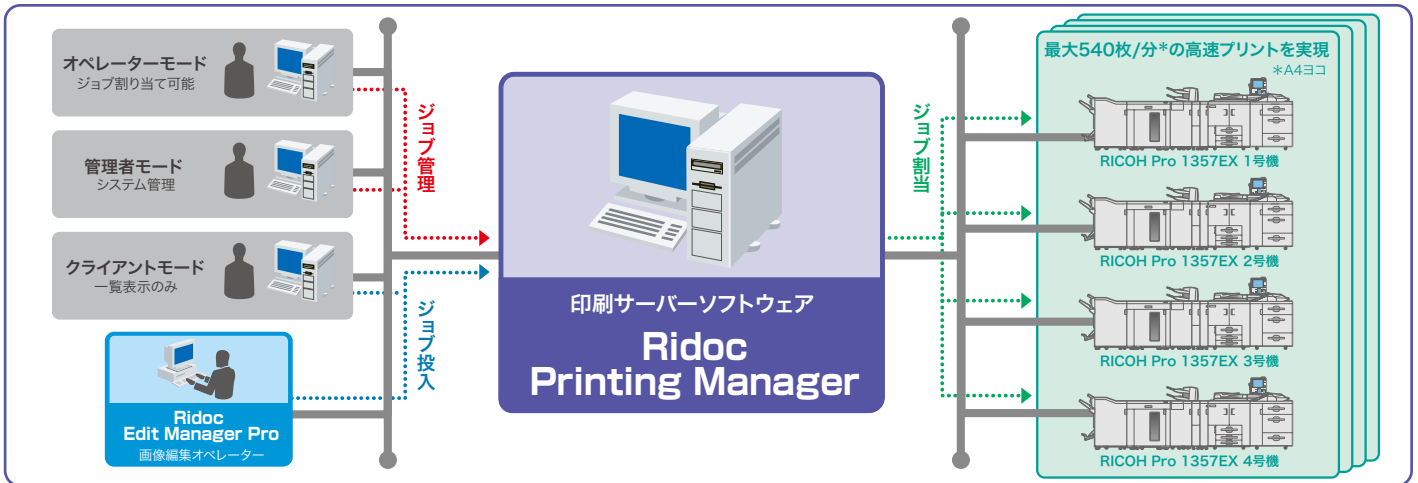 オペレーターモード
ジョブ割り当て可能
管理者モード
システム管理
クライアントモード
一覧表示のみ
Ridoc
Edit Manager Pro
画像編集オペレーター
ジョブ管理
ジョブ投入
印刷サーバーソフトウェア
Ridoc
Printing Manager
ジョブ割当
最大540枚/分*の高速プリントを実現
*A4ヨコ
RICOH Pro 1357EX 1号機
RICOH Pro 1357EX 2号機
RICOH Pro 1357EX 3号機
RICOH Pro 1357EX 4号機